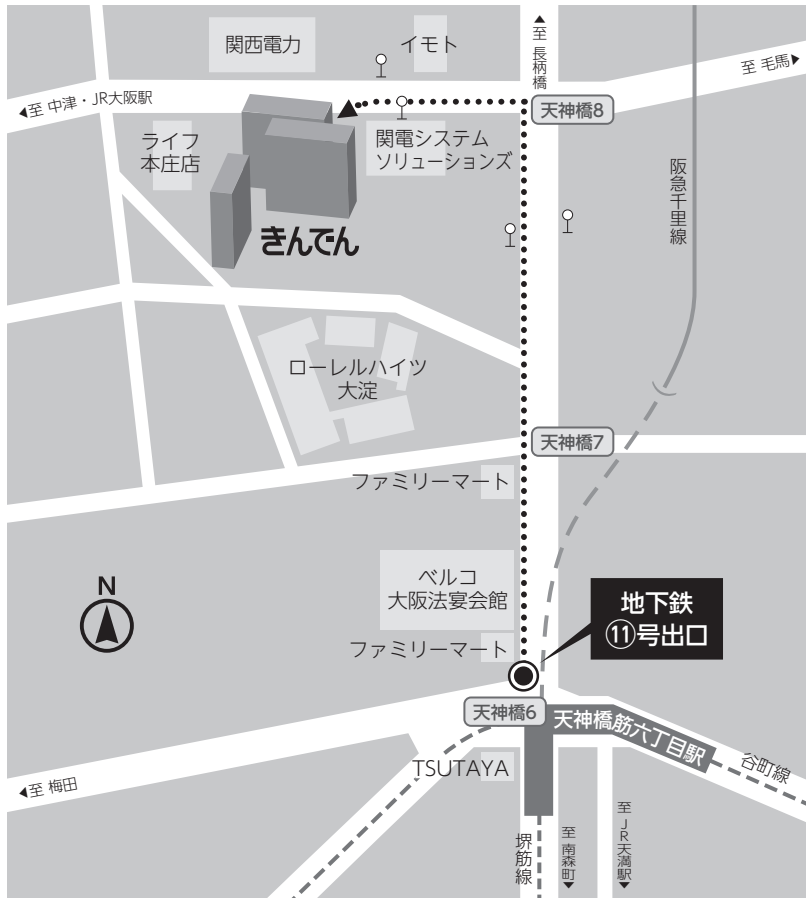 関西電力
イモト
▲至 長柄橋
至 毛馬▶
◀至 中津・JR大阪駅
天神橋8
ライフ
本庄店
関電システム
ソリューションズ
阪急千里線
きんでん
ローレルハイツ
大淀
天神橋7
ファミリーマート
ベルコ
大阪法宴会館
N
地下鉄
⑪号出口
ファミリーマート
天神橋6
天神橋筋六丁目駅
谷町線
TSUTAYA
◀至 梅田
堺筋線
至 南森町▼
至 JR天満駅▼